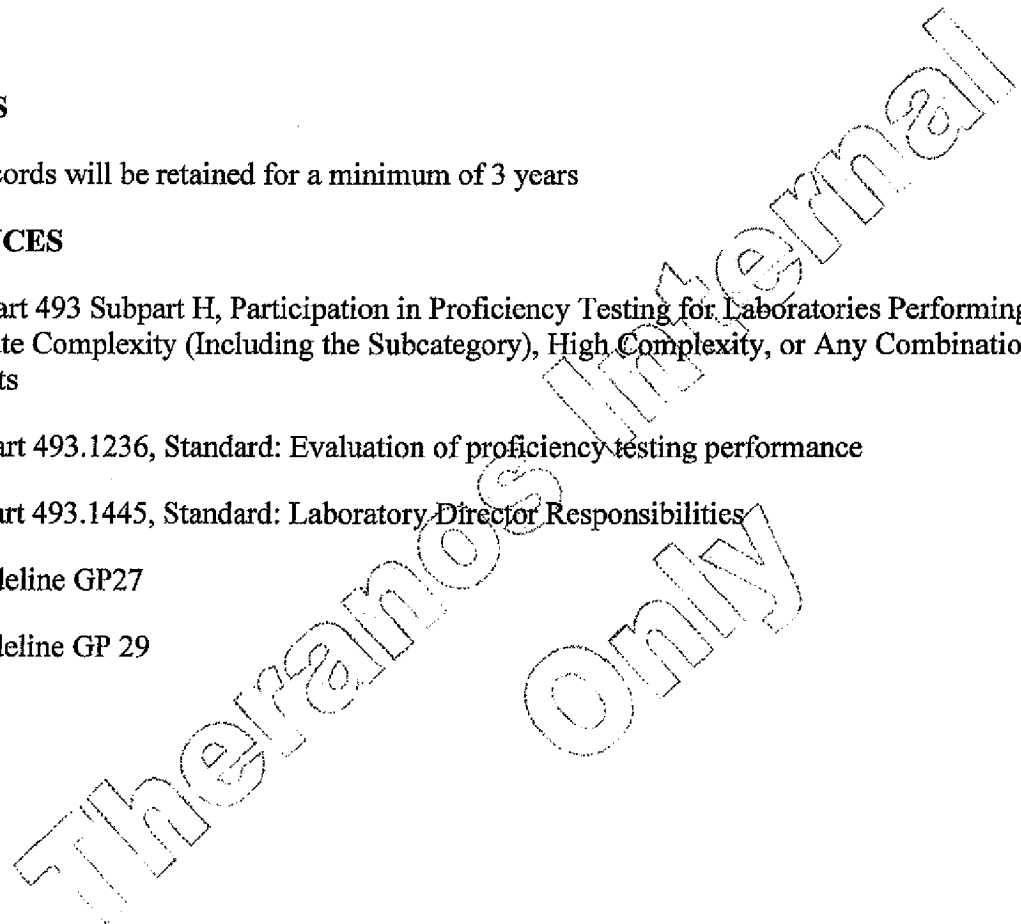 S
cords will be retained for a minimum of 3 years
NCES
art 493 Subpart H, Participation in Proficiency Testing for Laboratories Performing
te Complexity (Including the Subcategory), High Complexity, or Any Combinatio
ts
art 493.1236, Standard: Evaluation of proficiency testing performance
art 493.1445, Standard: Laboratory Director Responsibilities
deline GP27
deline GP 29
Theranos Internal
Only